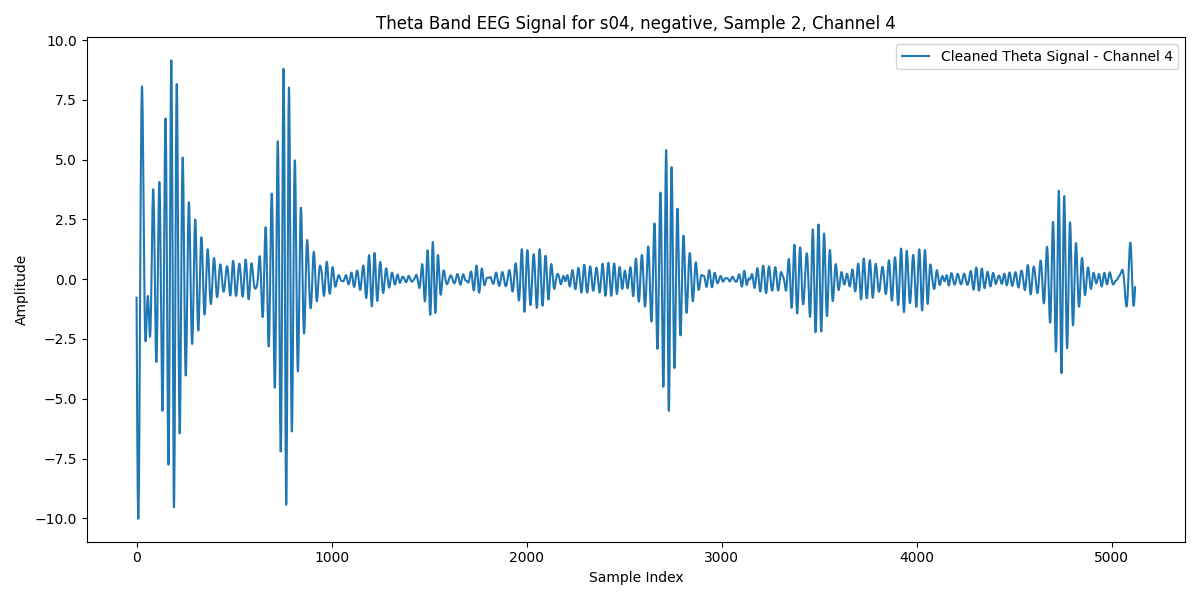 Theta Band EEG Signal for s04, negative, Sample 2, Channel 4
Cleaned Theta Signal - Channel 4
Amplitude
10.0
7.5
5.0
2.5
0.0
−2.5
−5.0
−7.5
−10.0
0 1000 2000 3000 4000 5000
Sample Index